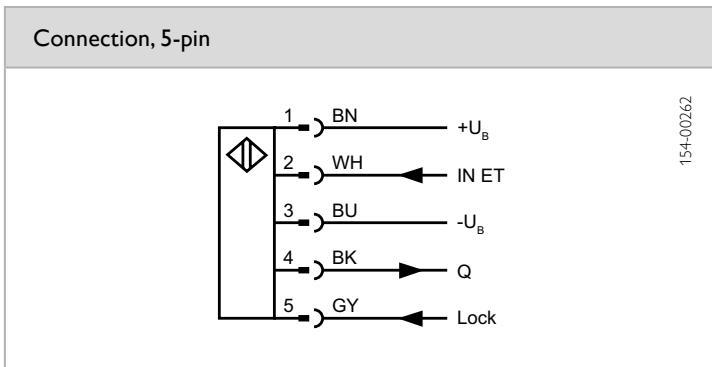 Connection, 5-pin
1 BN +UB
2 WH IN ET
3 BU -UB
4 BK Q
5 GY Lock
154-00262